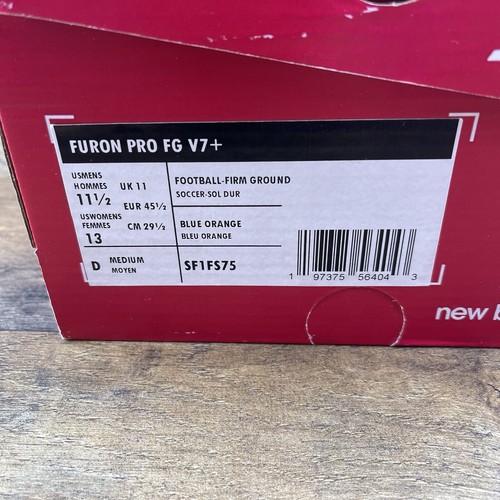 FURON PRO FG V7+
USMENS
HOMMES
11½
UK 11
EUR 45½
USWOMENS
FEMMES
13
CM 29½
D
MEDIUM
MOYEN
FOOTBALL-FIRM GROUND
SOCCER-SOL DUR
BLUE ORANGE
BLEU ORANGE
SF1FS75
1 97375 56404 3
new